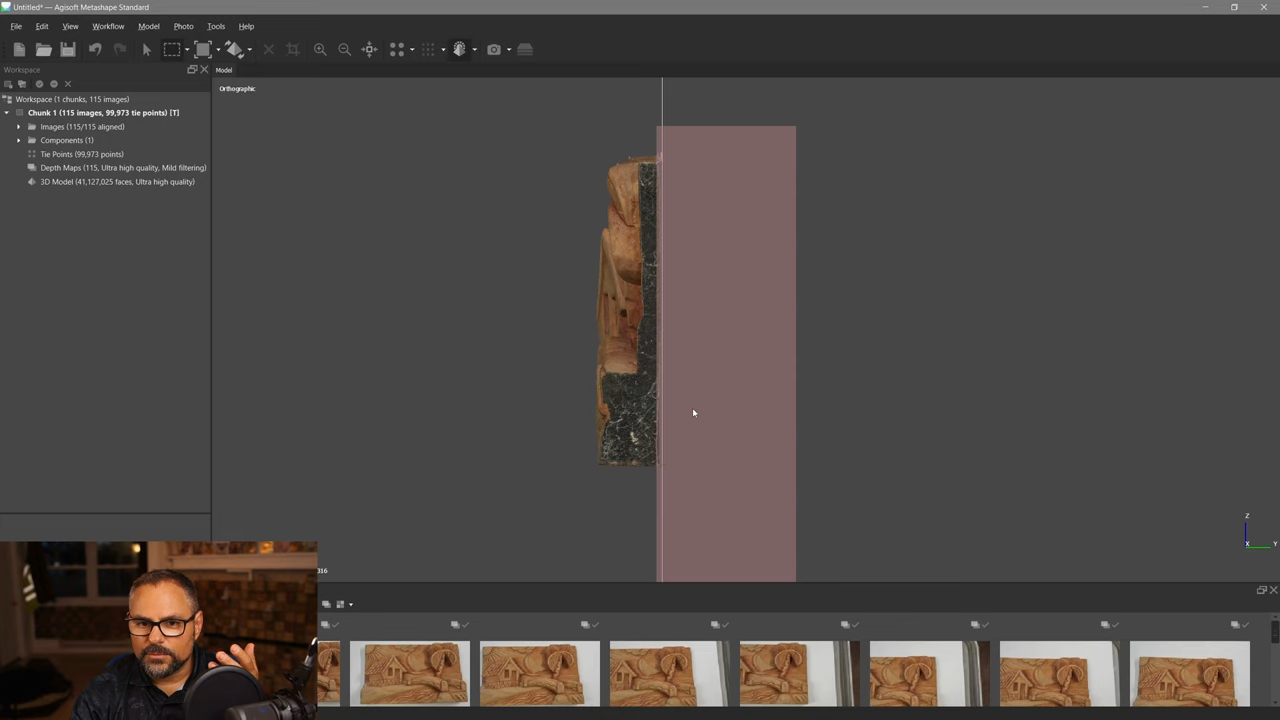 Untitled* — Agisoft Metashape Standard
File Edit View Workflow Model Photo Tools Help
Workspace
Model
Workspace (1 chunks, 115 images)
Orthographic
Chunk 1 (115 images, 99,973 tie points) [T]
Images (115/115 aligned)
Components (1)
Tie Points (99,973 points)
Depth Maps (115, Ultra high quality, Mild filtering)
3D Model (41,127,025 faces, Ultra high quality)
Z
X
Y
316